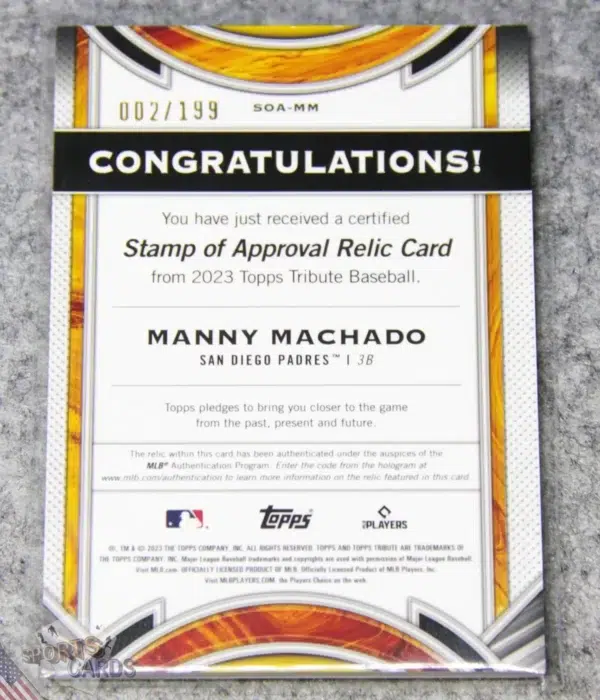 002/199
SOA-MM
CONGRATULATIONS!
You have just received a certified
Stamp of Approval Relic Card
from 2023 Topps Tribute Baseball.
MANNY MACHADO
SAN DIEGO PADRES™ | 3B
Topps pledges to bring you closer to the game
from the past, present and future.
The relic within this card has been authenticated under the auspices of the
MLB® Authentication Program. Enter the code from the hologram at
www.mlb.com/authentication to learn more information on the relic featured in this card.
topps
PLAYERS
®, TM & © 2023 THE TOPPS COMPANY, INC. ALL RIGHTS RESERVED. TOPPS AND TOPPS TRIBUTE ARE TRADEMARKS OF
THE TOPPS COMPANY, INC. Major League Baseball trademarks and copyrights are used with permission of Major League Baseball.
Visit MLB.com. OFFICIALLY LICENSED PRODUCT OF MLB Players, Inc.
Visit MLBPLAYERS.COM, the Players Choice on the web.
SPORTS
CARDS